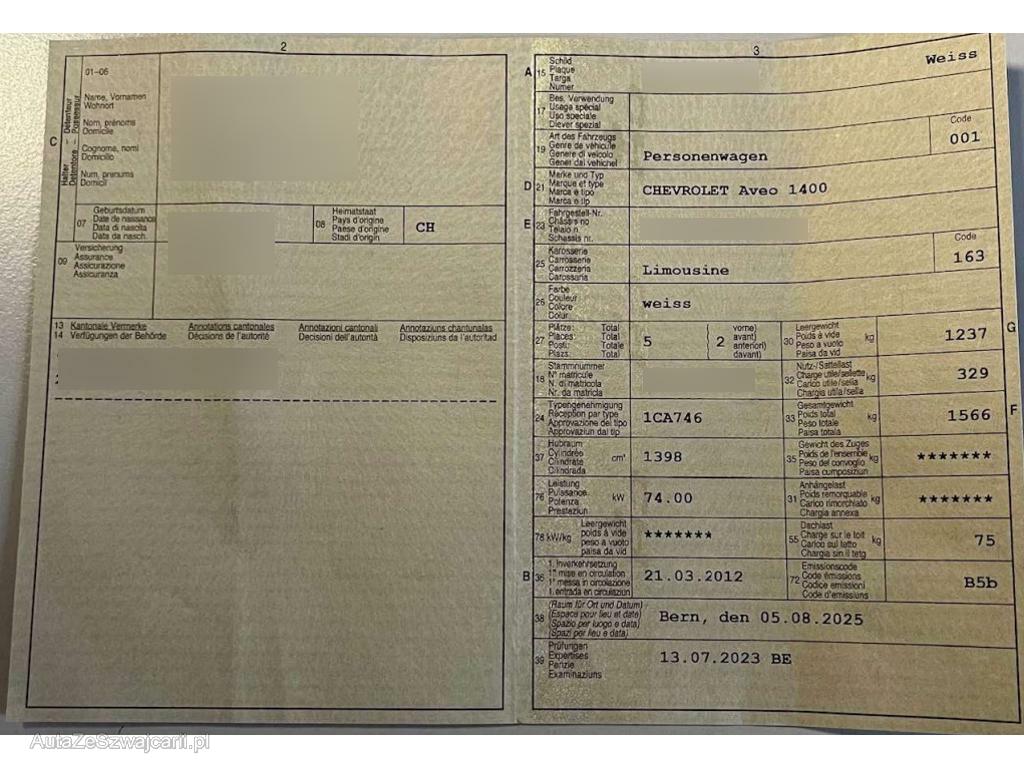 2
C
Halter – Détenteur
Detentore – Possessur
01-06
Name, Vornamen
Wohnort
Nom, prénoms
Domicile
Cognome, nomi
Domicilio
Num, prenums
Domicil
07
Geburtsdatum
Date de naissance
Data di nascita
Data da nasch.
08
Heimatstaat
Pays d'origine
Paese d'origine
Stadi d'origin
CH
09
Versicherung
Assurance
Assicurazione
Assicuranza
13 Kantonale Vermerke Annotations cantonales Annotazioni cantonali Annotaziuns chantunalas
14 Verfügungen der Behörde Décisions de l'autorité Decisioni dell'autorità Disposiziuns da l'autoritad
3
A 15
Schild
Plaque
Targa
Numer
Weiss
17
Bes. Verwendung
Usage spécial
Uso speciale
Diever spezial
19
Art des Fahrzeugs
Genre de véhicule
Genere di veicolo
Gener dal vehichel
Personenwagen
Code
001
D 21
Marke und Typ
Marque et type
Marca e tipo
Marca e tip
CHEVROLET Aveo 1400
E 23
Fahrgestell-Nr.
Châssis no
Telaio n.
Schassis nr.
25
Karosserie
Carrosserie
Carrozzeria
Carossaria
Limousine
Code
163
26
Farbe
Couleur
Colore
Colur
weiss
27
Plätze: Total
Places: Total
Posti: Totale
Plazs: Total
5
2
vorne)
avant)
anteriori)
davant)
30
Leergewicht
Poids à vide
Peso a vuoto
Paisa da vid
kg
1237
G
18
Stammnummer
N° matricule
N. di matricola
Nr. da matricla
32
Nutz-/Sattellast
Charge utile/sellette
Carico utile/sella
Chargia utila/sella
kg
329
24
Typengenehmigung
Réception par type
Approvazione del tipo
Approvaziun dal tip
1CA746
33
Gesamtgewicht
Poids total
Peso totale
Paisa totala
kg
1566
F
37
Hubraum
Cylindrée
Cilindrata
Cilindrada
cm³
1398
35
Gewicht des Zuges
Poids de l'ensemble
Peso del convoglio
Paisa cumposiziun
kg
*******
76
Leistung
Puissance
Potenza
Prestaziun
kW
74.00
31
Anhängelast
Poids remorquable
Carico rimorchiato
Chargia annexa
kg
*******
78 kW/kg
Leergewicht
poids à vide
peso a vuoto
paisa da vid
*******
55
Dachlast
Charge sur le toit
Carico sul tetto
Chargia sin il tetg
kg
75
B 36
1. Inverkehrsetzung
1re mise en circulation
1a messa in circolazione
1. entrada en circulaziun
21.03.2012
72
Emissionscode
Code émissions
Codice emissioni
Code d'emissiuns
B5b
38
(Raum für Ort und Datum)
(Espace pour lieu et date)
(Spazio per luogo e data)
(Spazi per lieu e data)
Bern, den 05.08.2025
39
Prüfungen
Expertises
Perizie
Examinaziuns
13.07.2023 BE
AutaZeSzwajcarii.pl